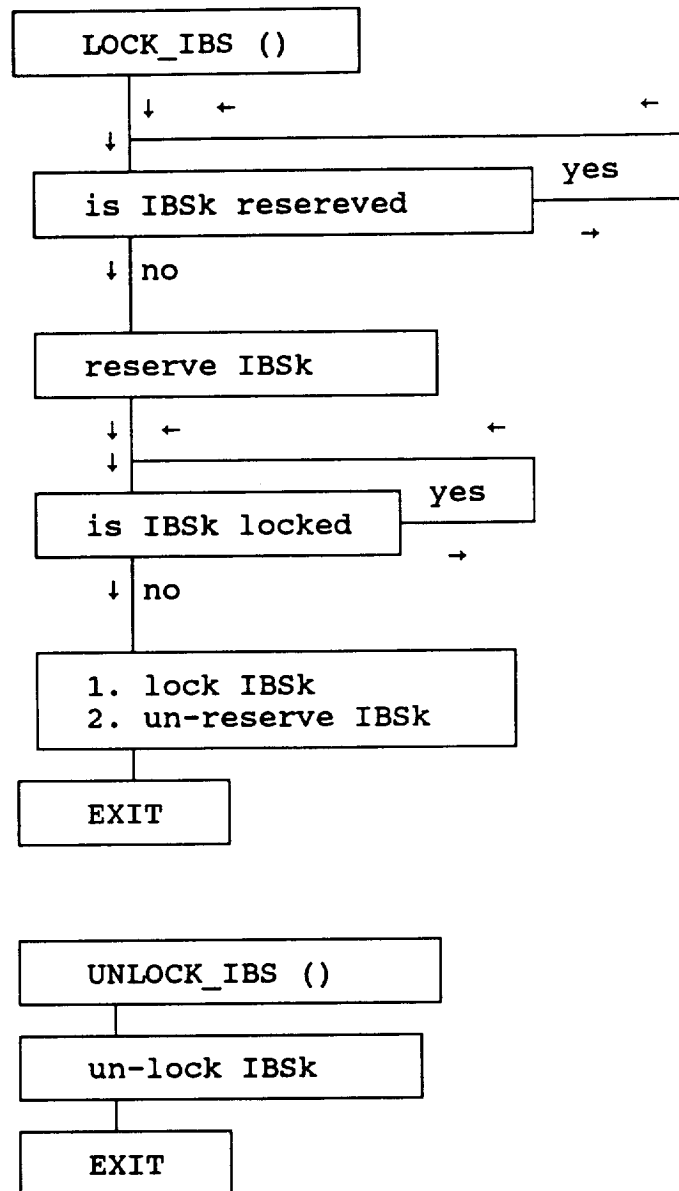 LOCK_IBS ()
↓ ← ←
↓
yes
is IBSk resereved
→
↓ no
reserve IBSk
↓ ← ←
↓
yes
is IBSk locked
→
↓ no
1. lock IBSk
2. un-reserve IBSk
EXIT
UNLOCK_IBS ()
un-lock IBSk
EXIT